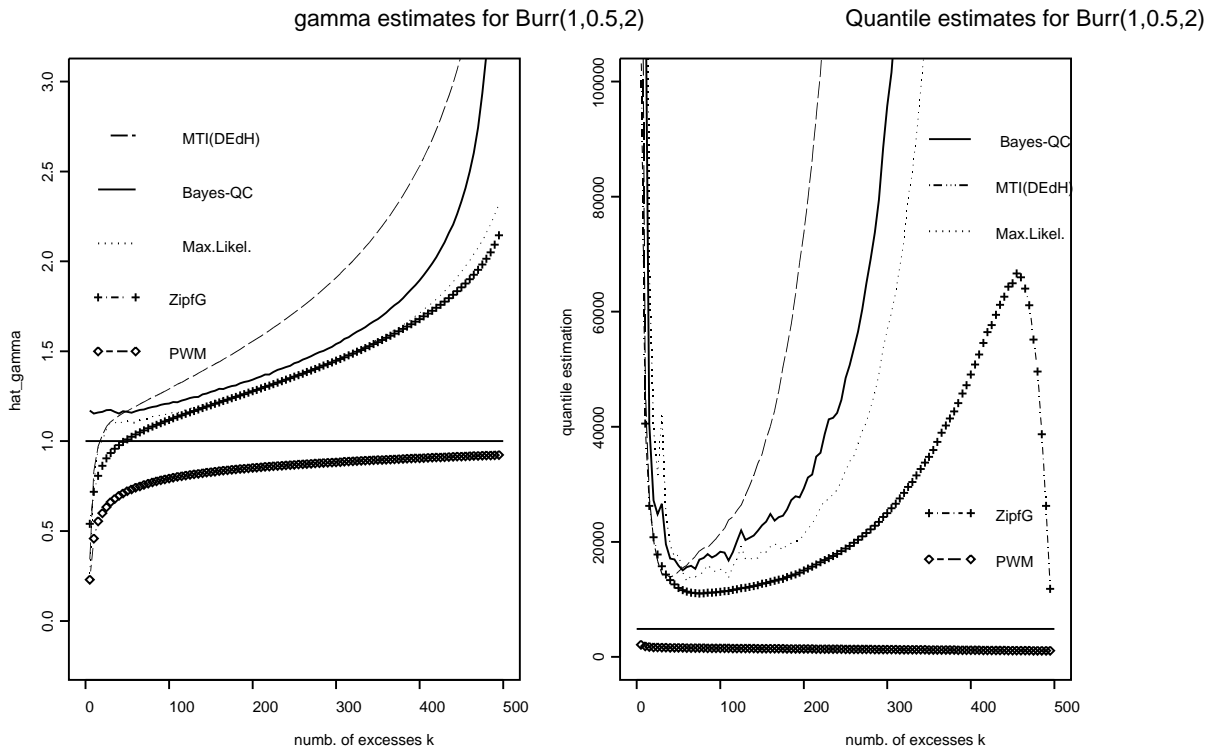 gamma estimates for Burr(1,0.5,2)
hat_gamma
3.0
2.5
2.0
1.5
1.0
0.5
0.0
MTI(DEdH)
Bayes-QC
Max.Likel.
ZipfG
PWM
0 100 200 300 400 500
numb. of excesses k
Quantile estimates for Burr(1,0.5,2)
quantile estimation
100000
80000
60000
40000
20000
0
Bayes-QC
MTI(DEdH)
Max.Likel.
ZipfG
PWM
0 100 200 300 400 500
numb. of excesses k